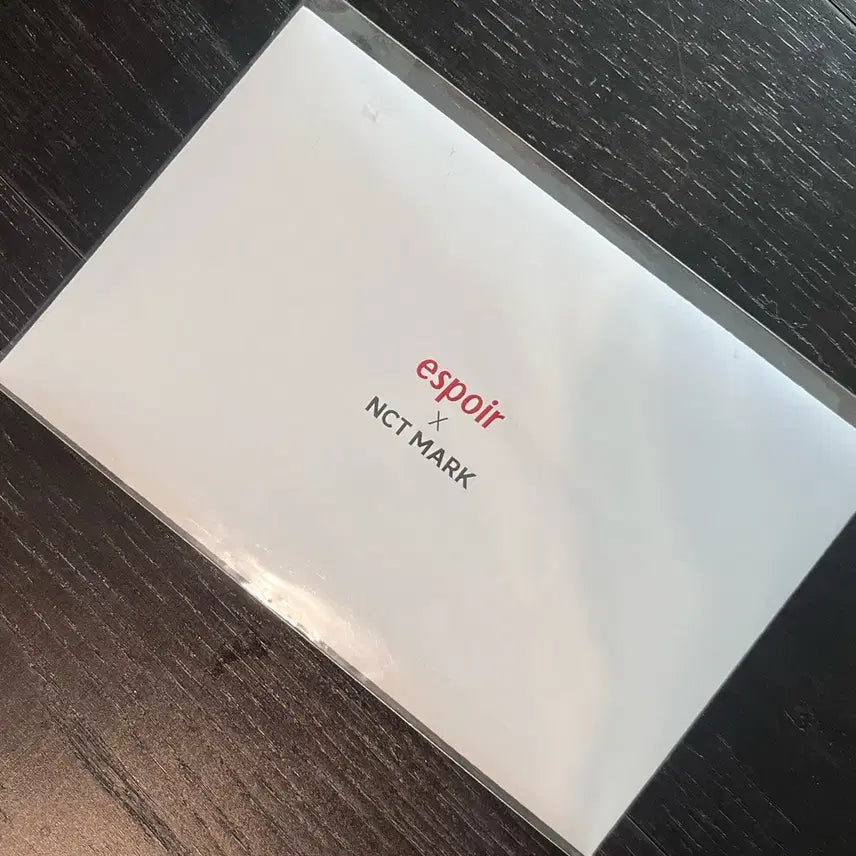 espoir
×
NCT MARK